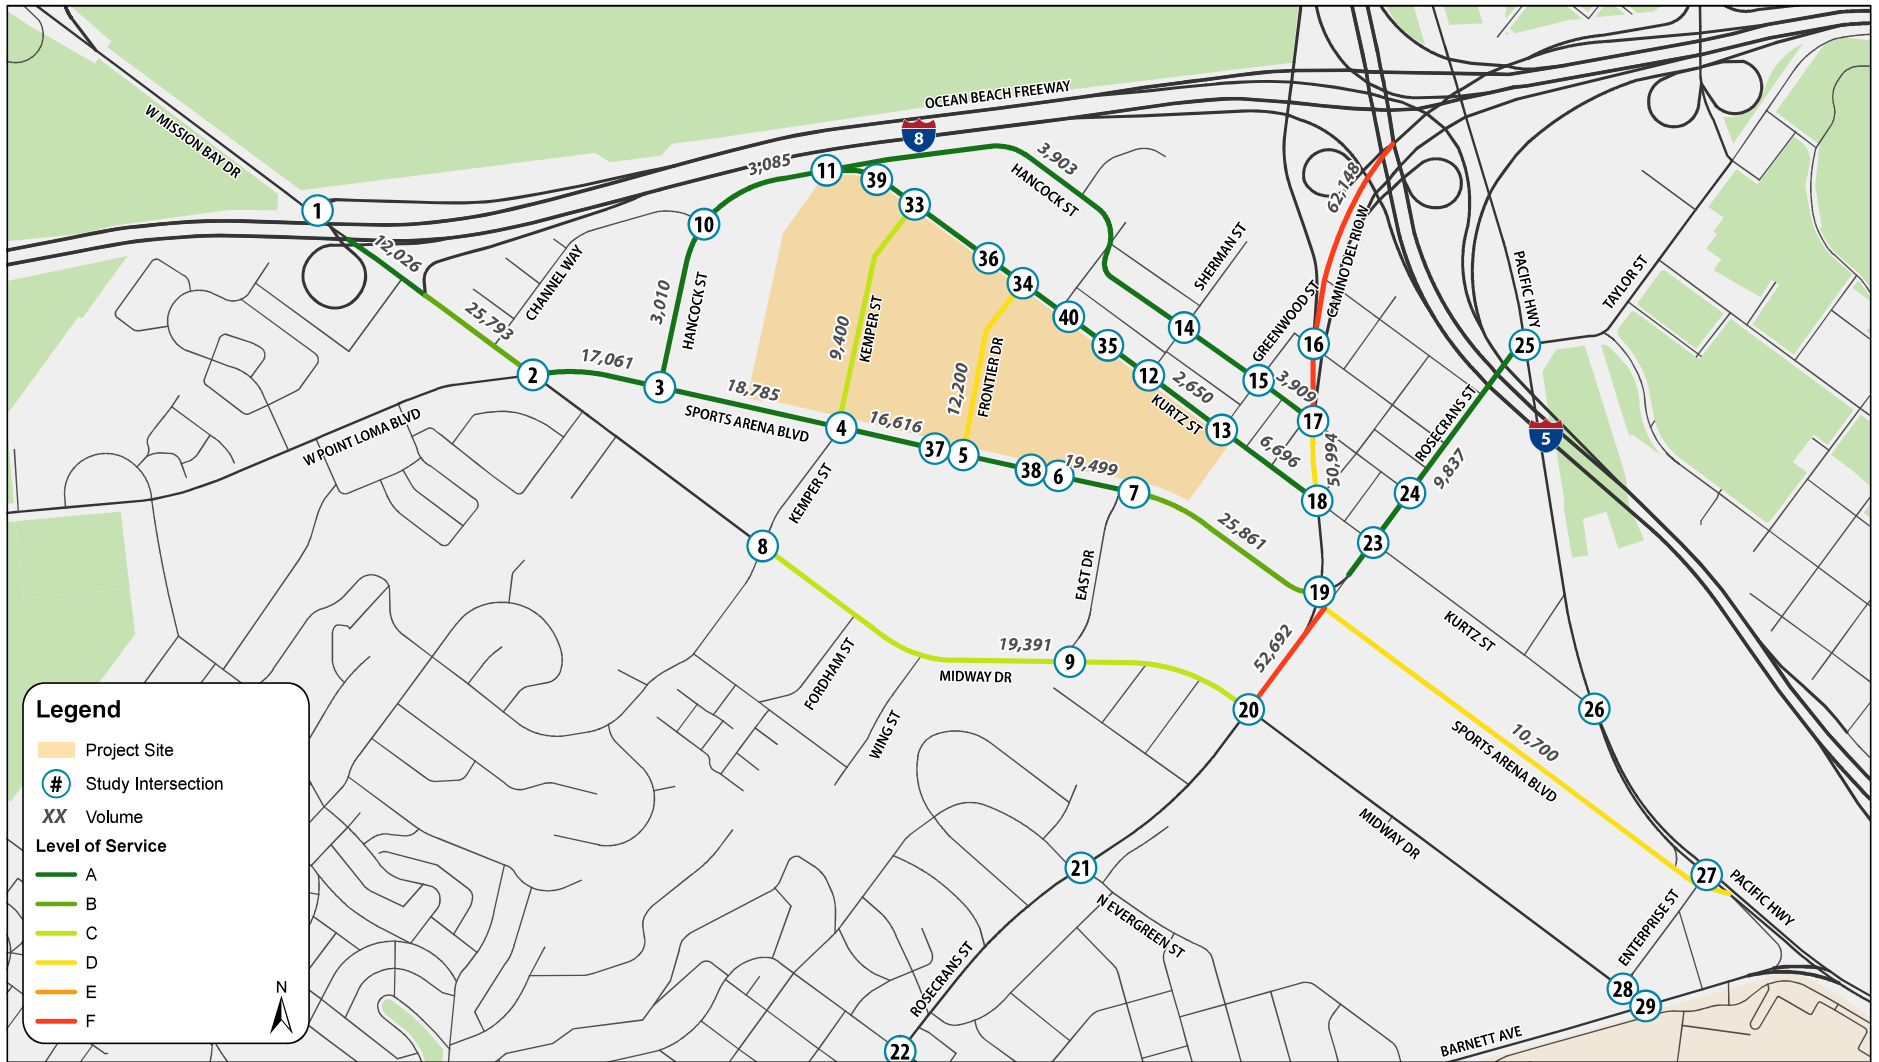 OCEAN BEACH FREEWAY
8
W MISSION BAY DR
3,085
11
3,903
39
HANCOCK ST
62,148
1
10
33
12,026
CHANNEL WAY
36
SHERMAN ST
CAMINO DEL RIO W
PACIFIC HWY
TAYLOR ST
3,010
HANCOCK ST
34
25,793
9,400
KEMPER ST
40
14
GREENWOOD ST
16
25
35
2
17,061
3
12,200
FRONTIER DR
12
15
3,909
2,650
18,785
SPORTS ARENA BLVD
KURTZ ST
ROSECRANS ST
4
16,616
13
17
W POINT LOMA BLVD
37
5
6,696
50,994
5
38
6
19,499
9,837
KEMPER ST
7
18
24
25,861
8
23
EAST DR
19
KURTZ ST
52,692
19,391
9
FORDHAM ST
MIDWAY DR
20
26
WING ST
10,700
SPORTS ARENA BLVD
MIDWAY DR
21
27
PACIFIC HWY
N EVERGREEN ST
ENTERPRISE ST
ROSECRANS ST
28
29
22
BARNETT AVE
Legend
Project Site
# Study Intersection
XX Volume
Level of Service
A
B
C
D
E
F
N